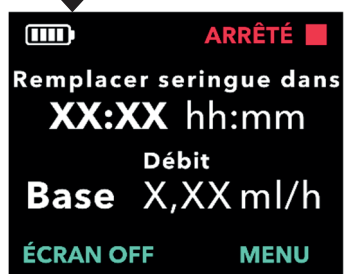 ARRÊTÉ
Remplacer seringue dans
XX:XX hh:mm
Débit
Base X,XX ml/h
ÉCRAN OFF MENU